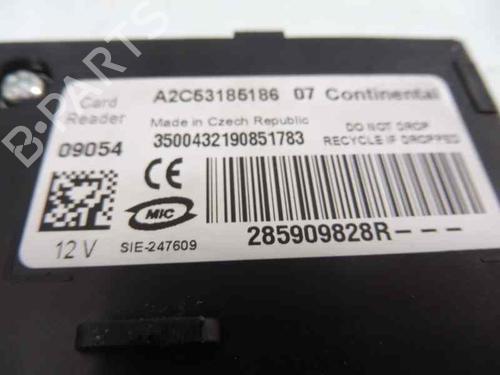 B-PARTS
Card Reader
A2C53185186 07 Continental
Made in Czech Republic
DO NOT DROP
RECYCLE IF DROPPED
09054
3500432190851783
CE
MIC
12 V
SIE-247609
285909828R---